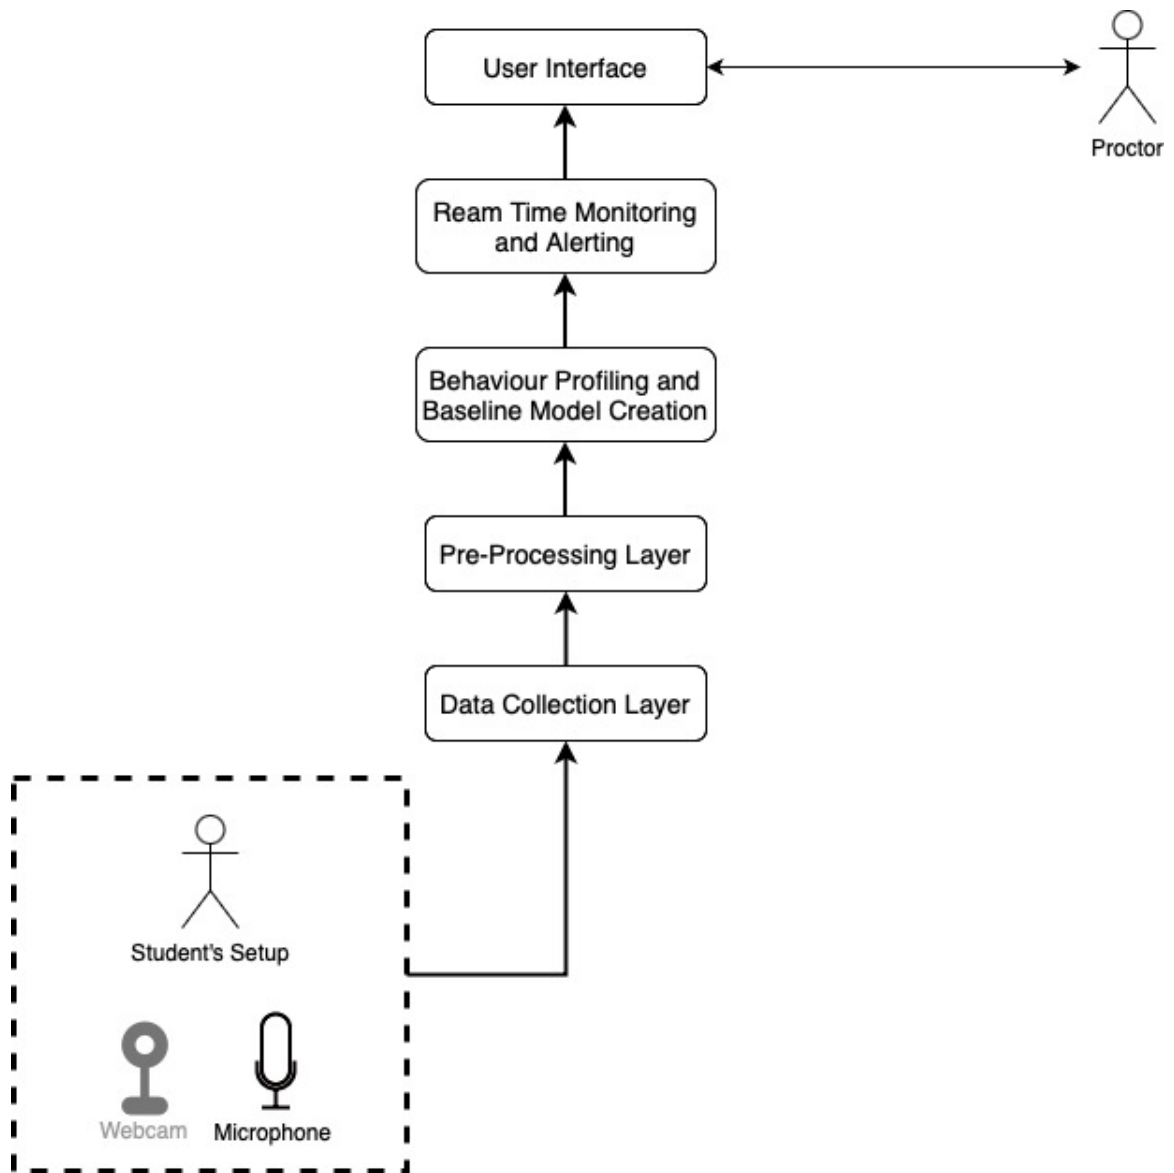 User Interface
Proctor
Ream Time Monitoring
and Alerting
Behaviour Profiling and
Baseline Model Creation
Pre-Processing Layer
Data Collection Layer
Student's Setup
Webcam
Microphone